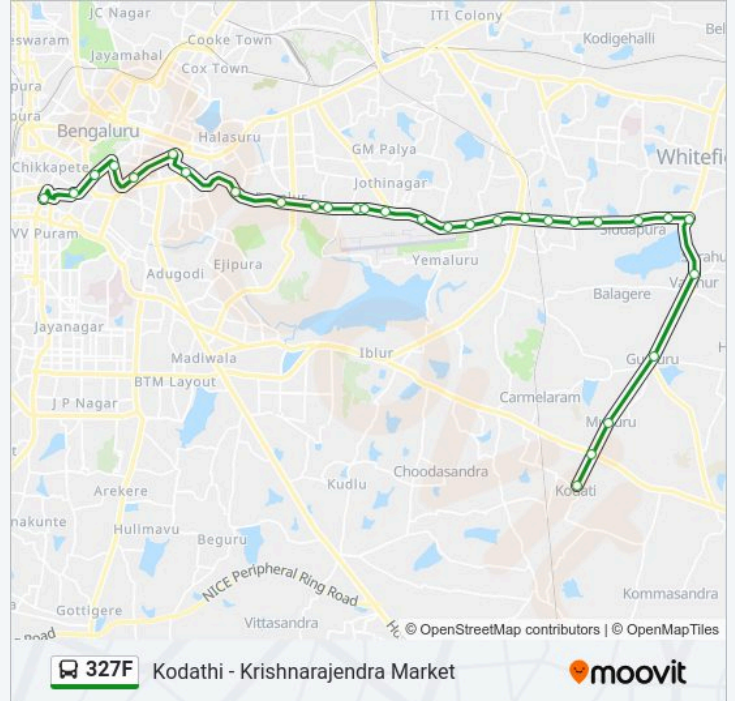 JC Nagar
ITI Colony
Cooke Town
Kodigehalli
Jayamahal
Cox Town
Bengaluru
Halasuru
GM Palya
Whitefi
Chikkapete
Jothinagar
VV Puram
Siddapura
Ejipura
Yemaluru
Adugodi
Balagere
Jayanagar
Madiwala
Iblur
BTM Layout
Carmelaram
J P Nagar
Choodasandra
Kudlu
Arekere
Kodati
Hulimavu
Beguru
NICE Peripheral Ring Road
Kommasandra
Gottigere
Vittasandra
Road
© OpenStreetMap contributors | © OpenMapTiles
327F Kodathi - Krishnarajendra Market moovit